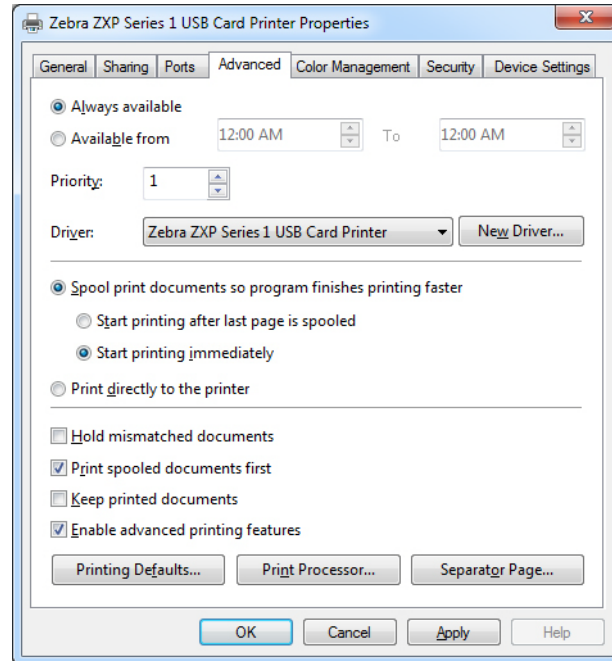 Zebra ZXP Series 1 USB Card Printer Properties
General Sharing Ports Advanced Color Management Security Device Settings
Always available
Available from 12:00 AM To 12:00 AM
Priority: 1
Driver: Zebra ZXP Series 1 USB Card Printer New Driver...
Spool print documents so program finishes printing faster
Start printing after last page is spooled
Start printing immediately
Print directly to the printer
Hold mismatched documents
Print spooled documents first
Keep printed documents
Enable advanced printing features
Printing Defaults... Print Processor... Separator Page...
OK Cancel Apply Help